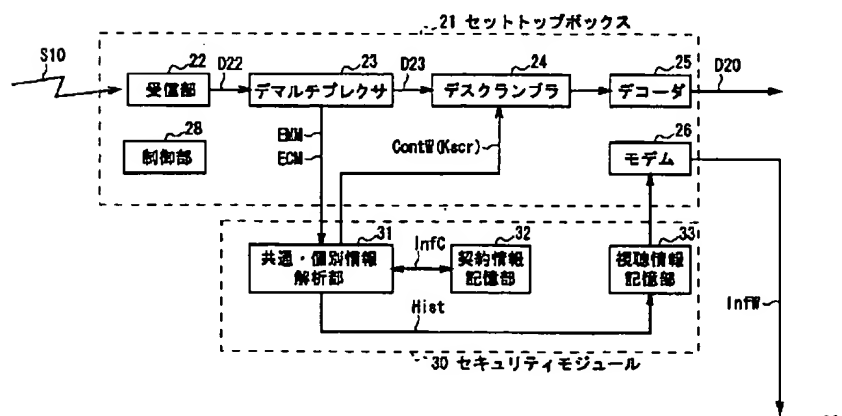 21 セットトップボックス
S10
22
受信部
D22
23
デマルチプレクサ
D23
24
デスクランブラ
25
デコーダ
D20
28
制御部
EMM
ECM
ContW(Kscr)
26
モデム
31
共通・個別情報
解析部
InfC
32
契約情報
記憶部
33
視聴情報
記憶部
Hist
InfW
30 セキュリティモジュール